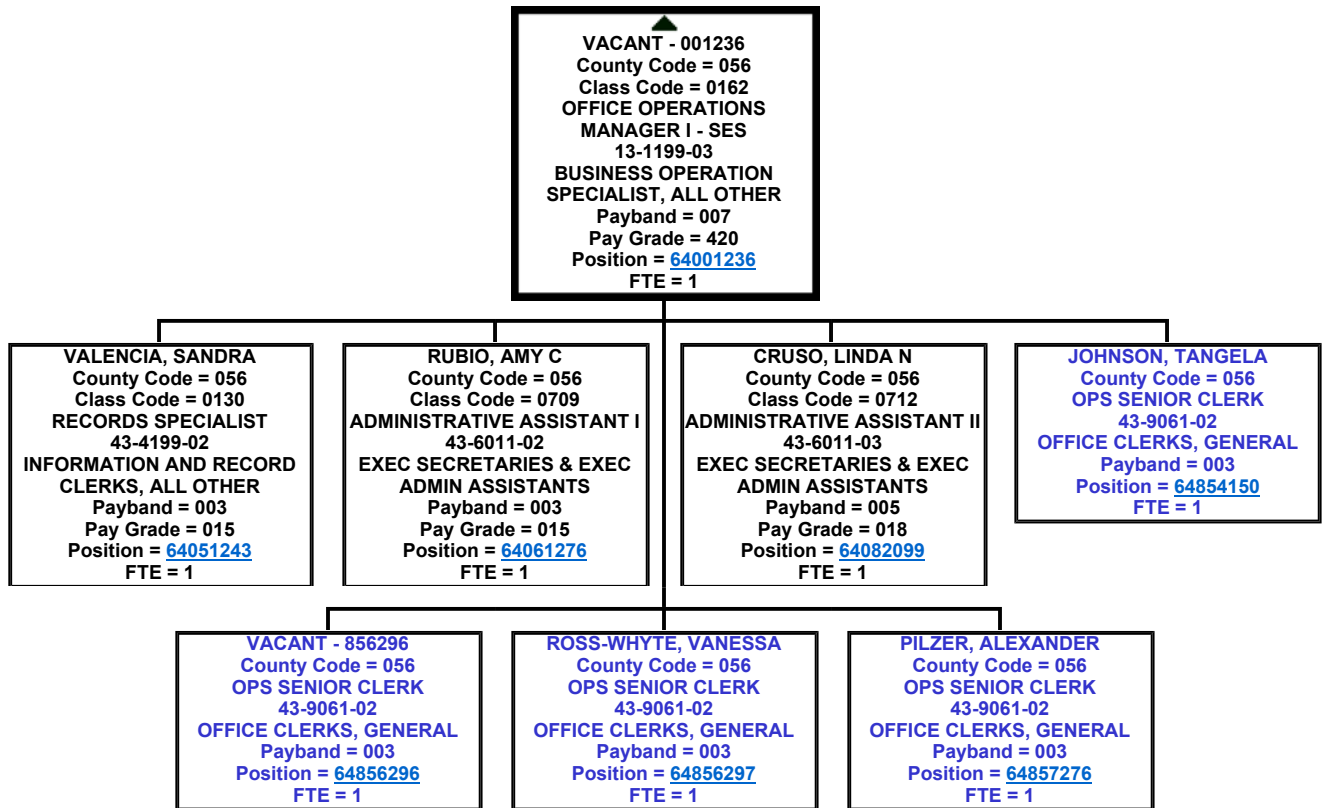 VACANT - 001236
County Code = 056
Class Code = 0162
OFFICE OPERATIONS
MANAGER I - SES
13-1199-03
BUSINESS OPERATION
SPECIALIST, ALL OTHER
Payband = 007
Pay Grade = 420
Position = 64001236
FTE = 1
VALENCIA, SANDRA
County Code = 056
Class Code = 0130
RECORDS SPECIALIST
43-4199-02
INFORMATION AND RECORD
CLERKS, ALL OTHER
Payband = 003
Pay Grade = 015
Position = 64051243
FTE = 1
RUBIO, AMY C
County Code = 056
Class Code = 0709
ADMINISTRATIVE ASSISTANT I
43-6011-02
EXEC SECRETARIES & EXEC
ADMIN ASSISTANTS
Payband = 003
Pay Grade = 015
Position = 64061276
FTE = 1
CRUSO, LINDA N
County Code = 056
Class Code = 0712
ADMINISTRATIVE ASSISTANT II
43-6011-03
EXEC SECRETARIES & EXEC
ADMIN ASSISTANTS
Payband = 005
Pay Grade = 018
Position = 64082099
FTE = 1
JOHNSON, TANGELA
County Code = 056
OPS SENIOR CLERK
43-9061-02
OFFICE CLERKS, GENERAL
Payband = 003
Position = 64854150
FTE = 1
VACANT - 856296
County Code = 056
OPS SENIOR CLERK
43-9061-02
OFFICE CLERKS, GENERAL
Payband = 003
Position = 64856296
FTE = 1
ROSS-WHYTE, VANESSA
County Code = 056
OPS SENIOR CLERK
43-9061-02
OFFICE CLERKS, GENERAL
Payband = 003
Position = 64856297
FTE = 1
PILZER, ALEXANDER
County Code = 056
OPS SENIOR CLERK
43-9061-02
OFFICE CLERKS, GENERAL
Payband = 003
Position = 64857276
FTE = 1